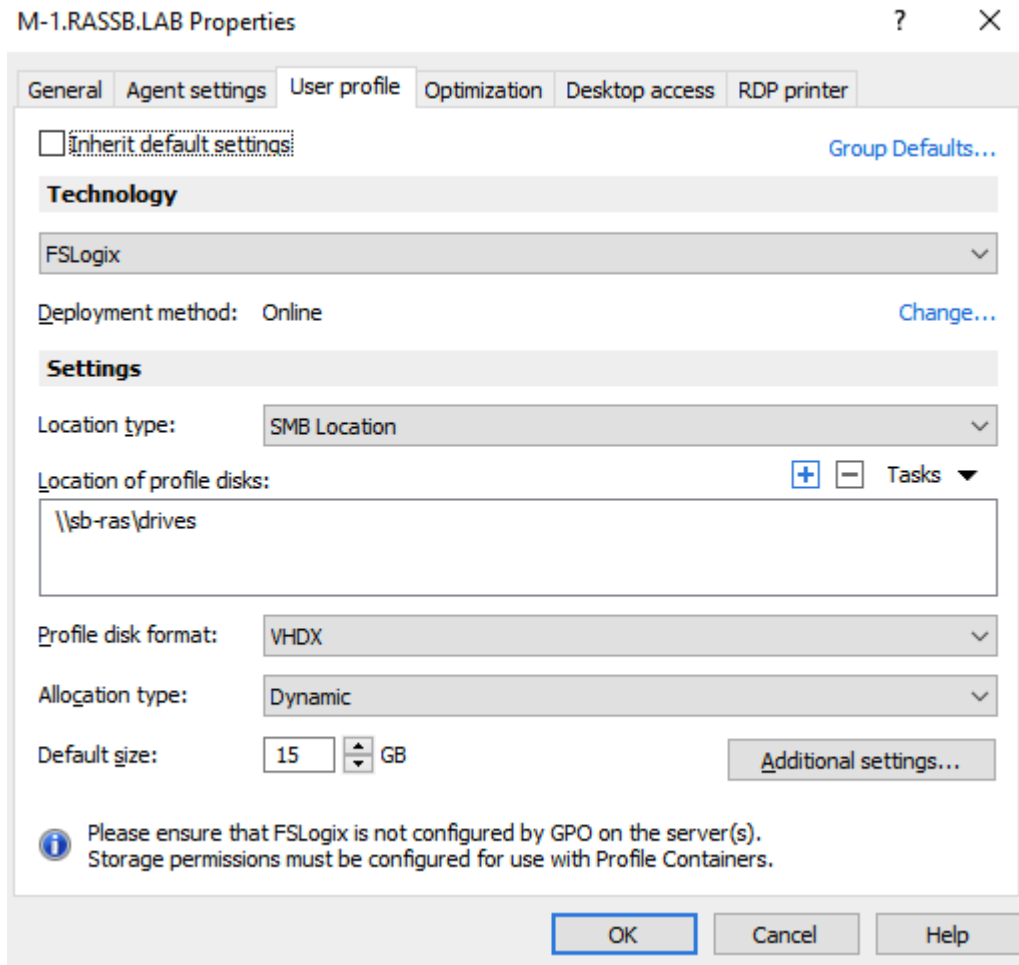 M-1.RASSB.LAB Properties ? ×
General Agent settings User profile Optimization Desktop access RDP printer
Inherit default settings Group Defaults...
Technology
FSLogix
Deployment method: Online Change...
Settings
Location type: SMB Location
Location of profile disks: Tasks
\\sb-ras\drives
Profile disk format: VHDX
Allocation type: Dynamic
Default size: 15 GB Additional settings...
Please ensure that FSLogix is not configured by GPO on the server(s).
Storage permissions must be configured for use with Profile Containers.
OK Cancel Help